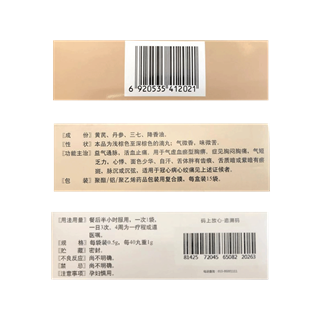 6 920535 412021
【成 份】黄芪、丹参、三七、降香油。
【性 状】本品为浅棕色至深棕色的滴丸；气微香、味微苦。
【功能主治】益气通脉，活血止痛。用于气虚血瘀型胸痹，症见胸闷胸痛，气短
乏力，心悸，面色少华，自汗，舌体胖有齿痕、舌质暗或紫暗有瘀
斑，脉沉或沉弦。适用于冠心病心绞痛见上述证候者。
【包 装】聚酯/铝/聚乙烯药品包装用复合膜，每盒装15袋。
【用法用量】餐后半小时服用，一次1袋，
一日3次，4周为一疗程或遵
医嘱。
【规 格】每袋装0.5g，每40丸重1g
【贮 藏】密封。
【不良反应】尚不明确。
【禁 忌】尚不明确。
【注意事项】孕妇慎用。
码上放心·追溯码
81425 72045 65082 20263